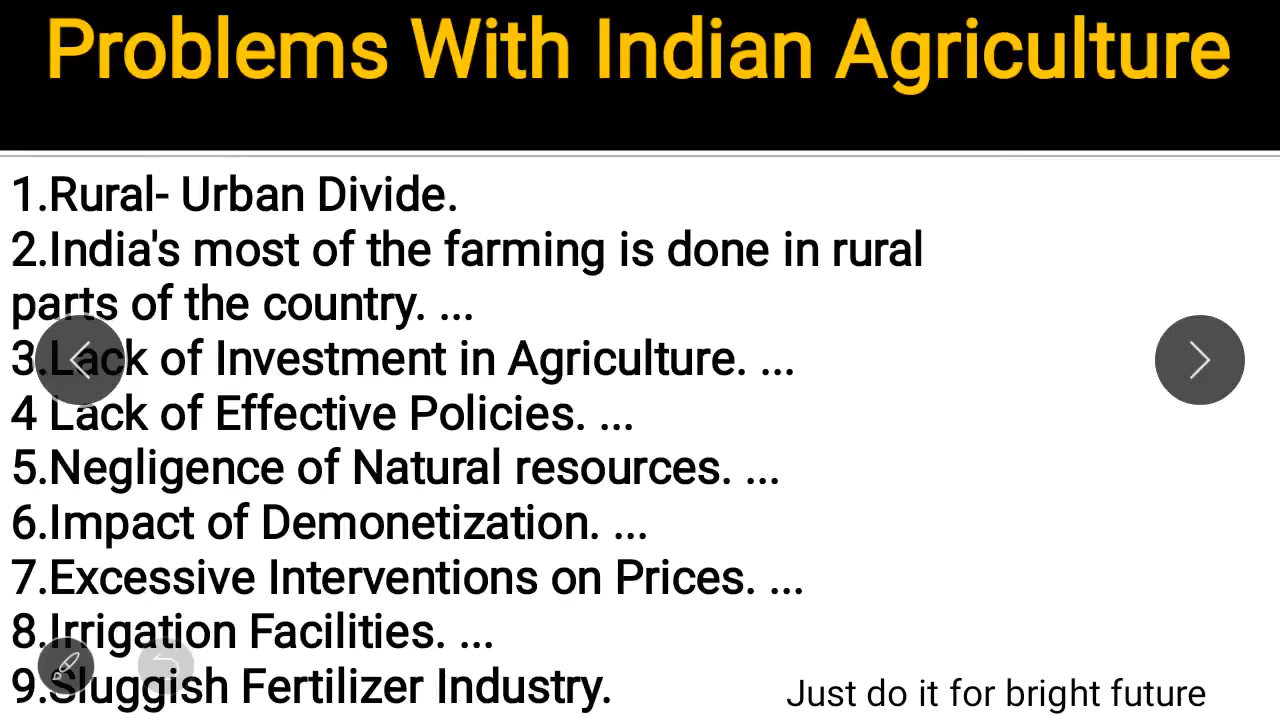 Problems With Indian Agriculture
1.Rural- Urban Divide.
2.India's most of the farming is done in rural
parts of the country. ...
3.Lack of Investment in Agriculture. ...
4 Lack of Effective Policies. ...
5.Negligence of Natural resources. ...
6.Impact of Demonetization. ...
7.Excessive Interventions on Prices. ...
8.Irrigation Facilities. ...
9.Sluggish Fertilizer Industry.
Just do it for bright future